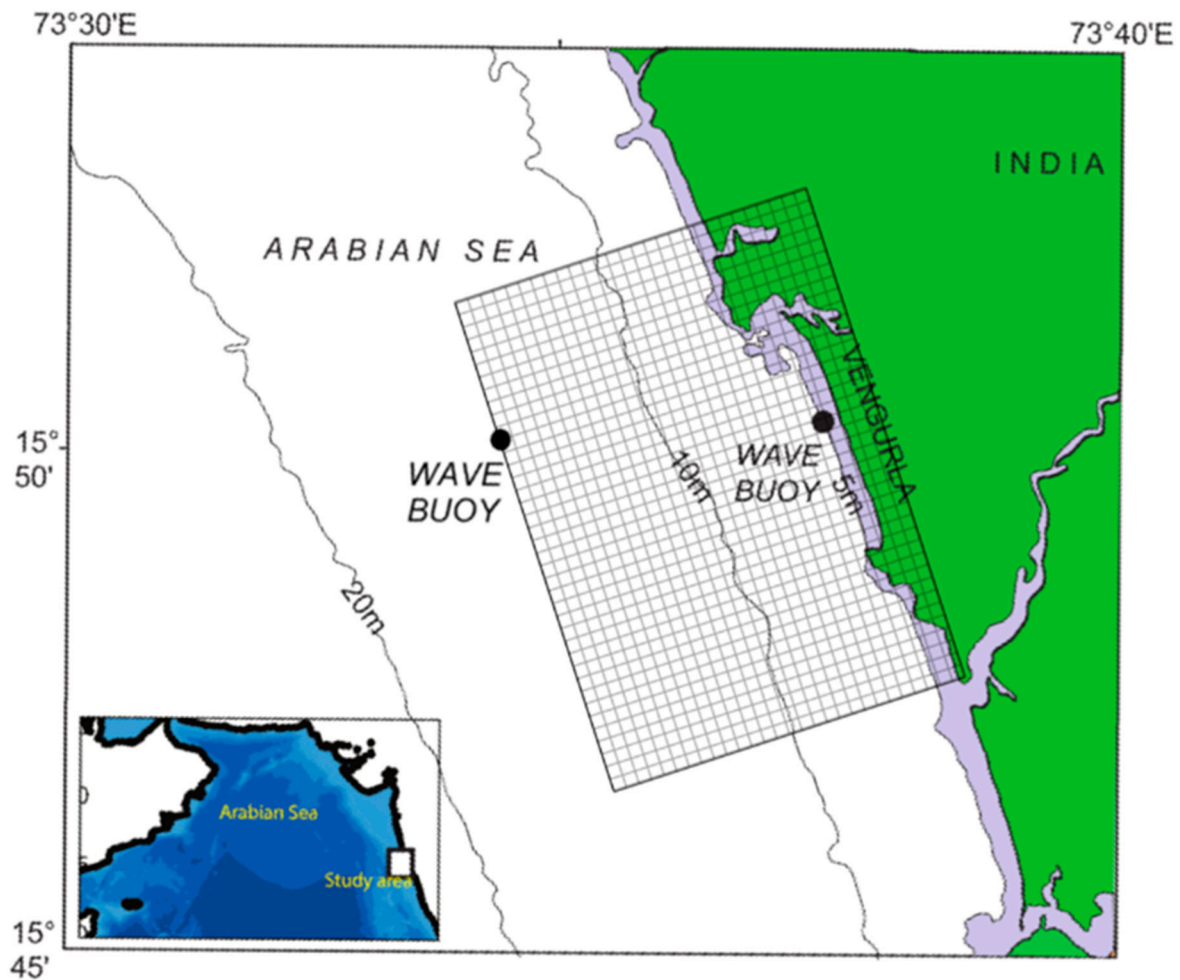 73°30'E
73°40'E
INDIA
ARABIAN SEA
15°
50'
WAVE
BUOY
10m
WAVE
BUOY
5m
VENGURLA
20m
Arabian Sea
Study area
15°
45'